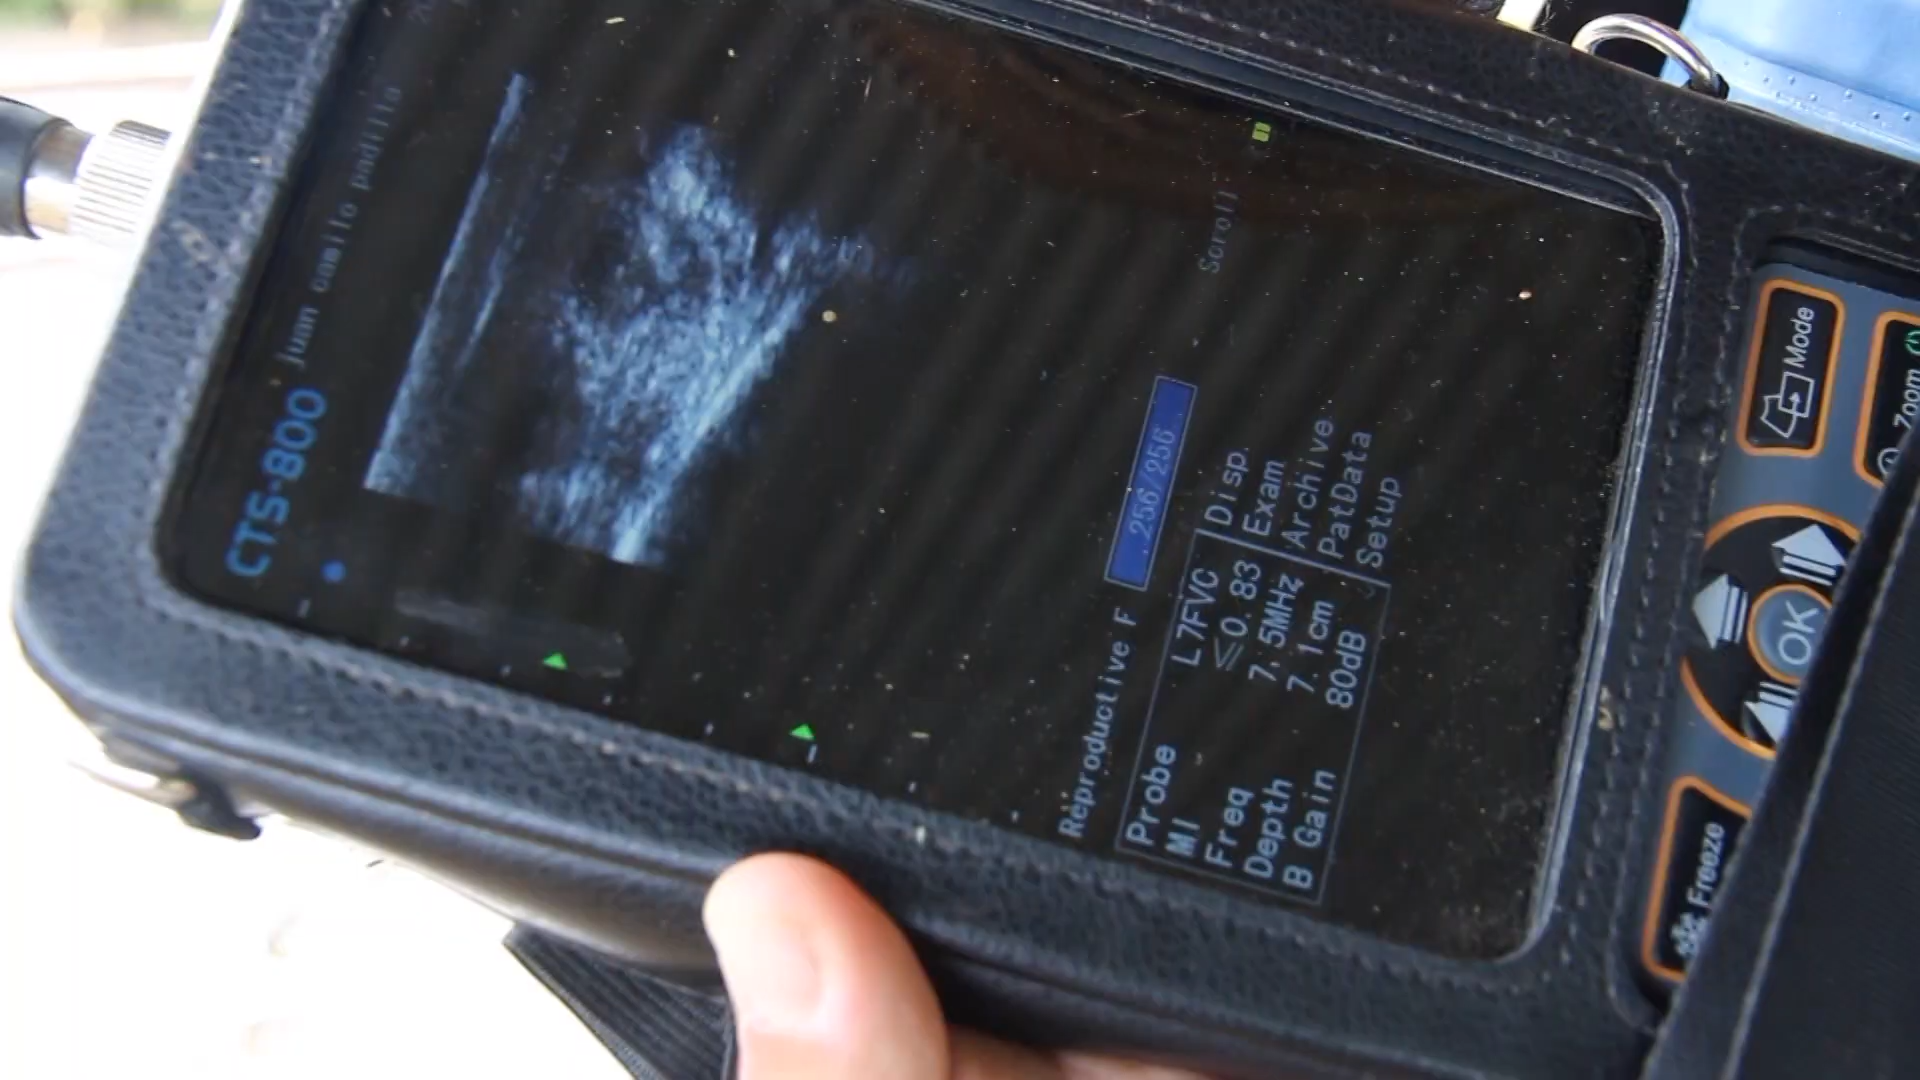 CTS-800
juan camilo padilla
Reproductive F
256/256
Scroll
Probe L7FVC
MI ≤0.83
Freq 7.5MHz
Depth 7.1cm
B Gain 80dB
Disp.
Exam
Archive
PatData
Setup
Mode
Zoom
OK
Freeze